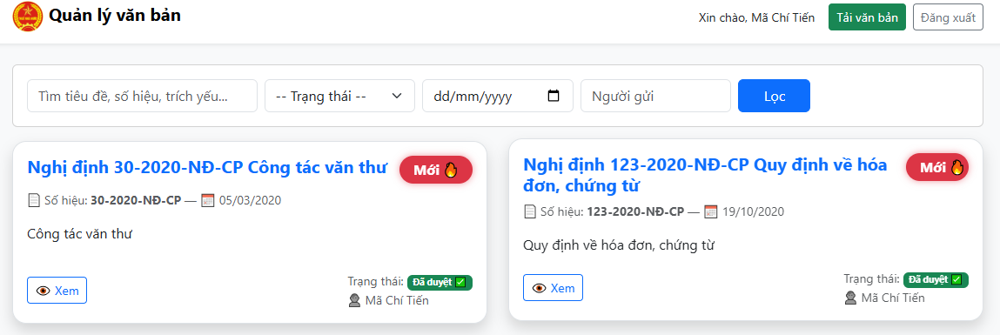 Quản lý văn bản
Xin chào, Mã Chí Tiến
Tải văn bản
Đăng xuất
Tìm tiêu đề, số hiệu, trích yếu...
-- Trạng thái --
dd/mm/yyyy
Người gửi
Lọc
Nghị định 30-2020-NĐ-CP Công tác văn thư
Mới 🔥
Số hiệu: 30-2020-NĐ-CP — 05/03/2020
Công tác văn thư
Xem
Trạng thái: Đã duyệt ✅
Mã Chí Tiến
Nghị định 123-2020-NĐ-CP Quy định về hóa
đơn, chứng từ
Mới 🔥
Số hiệu: 123-2020-NĐ-CP — 19/10/2020
Quy định về hóa đơn, chứng từ
Xem
Trạng thái: Đã duyệt ✅
Mã Chí Tiến